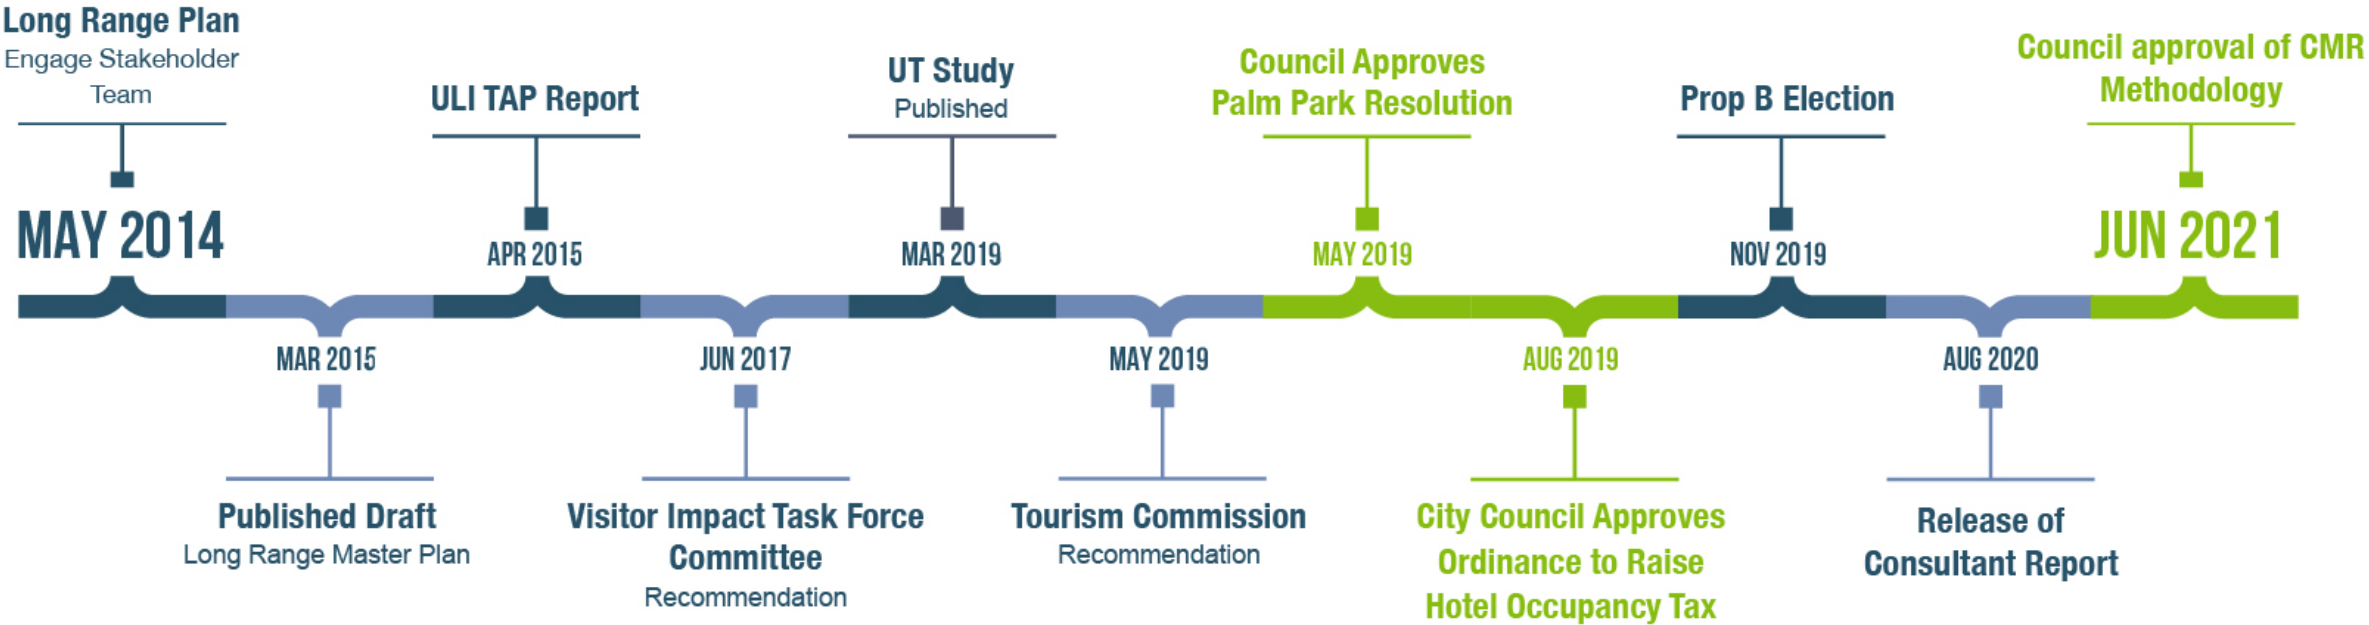 Long Range Plan
Engage Stakeholder
Team
MAY 2014
MAR 2015
Published Draft
Long Range Master Plan
ULI TAP Report
APR 2015
JUN 2017
Visitor Impact Task Force
Committee
Recommendation
UT Study
Published
MAR 2019
MAY 2019
Tourism Commission
Recommendation
Council Approves
Palm Park Resolution
MAY 2019
AUG 2019
City Council Approves
Ordinance to Raise
Hotel Occupancy Tax
Prop B Election
NOV 2019
AUG 2020
Release of
Consultant Report
Council approval of CMR
Methodology
JUN 2021